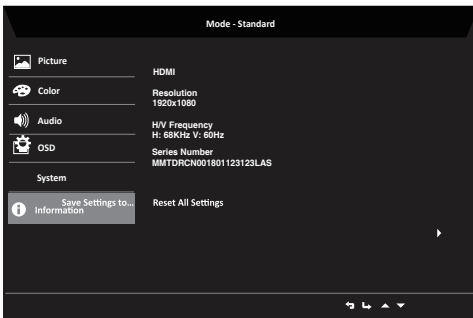 Mode - Standard
Picture
Color
Audio
OSD
System
Save Settings to...
Information
HDMI
Resolution
1920x1080
H/V Frequency
H: 68KHz V: 60Hz
Series Number
MMTDRCN001801123123LAS
Reset All Settings